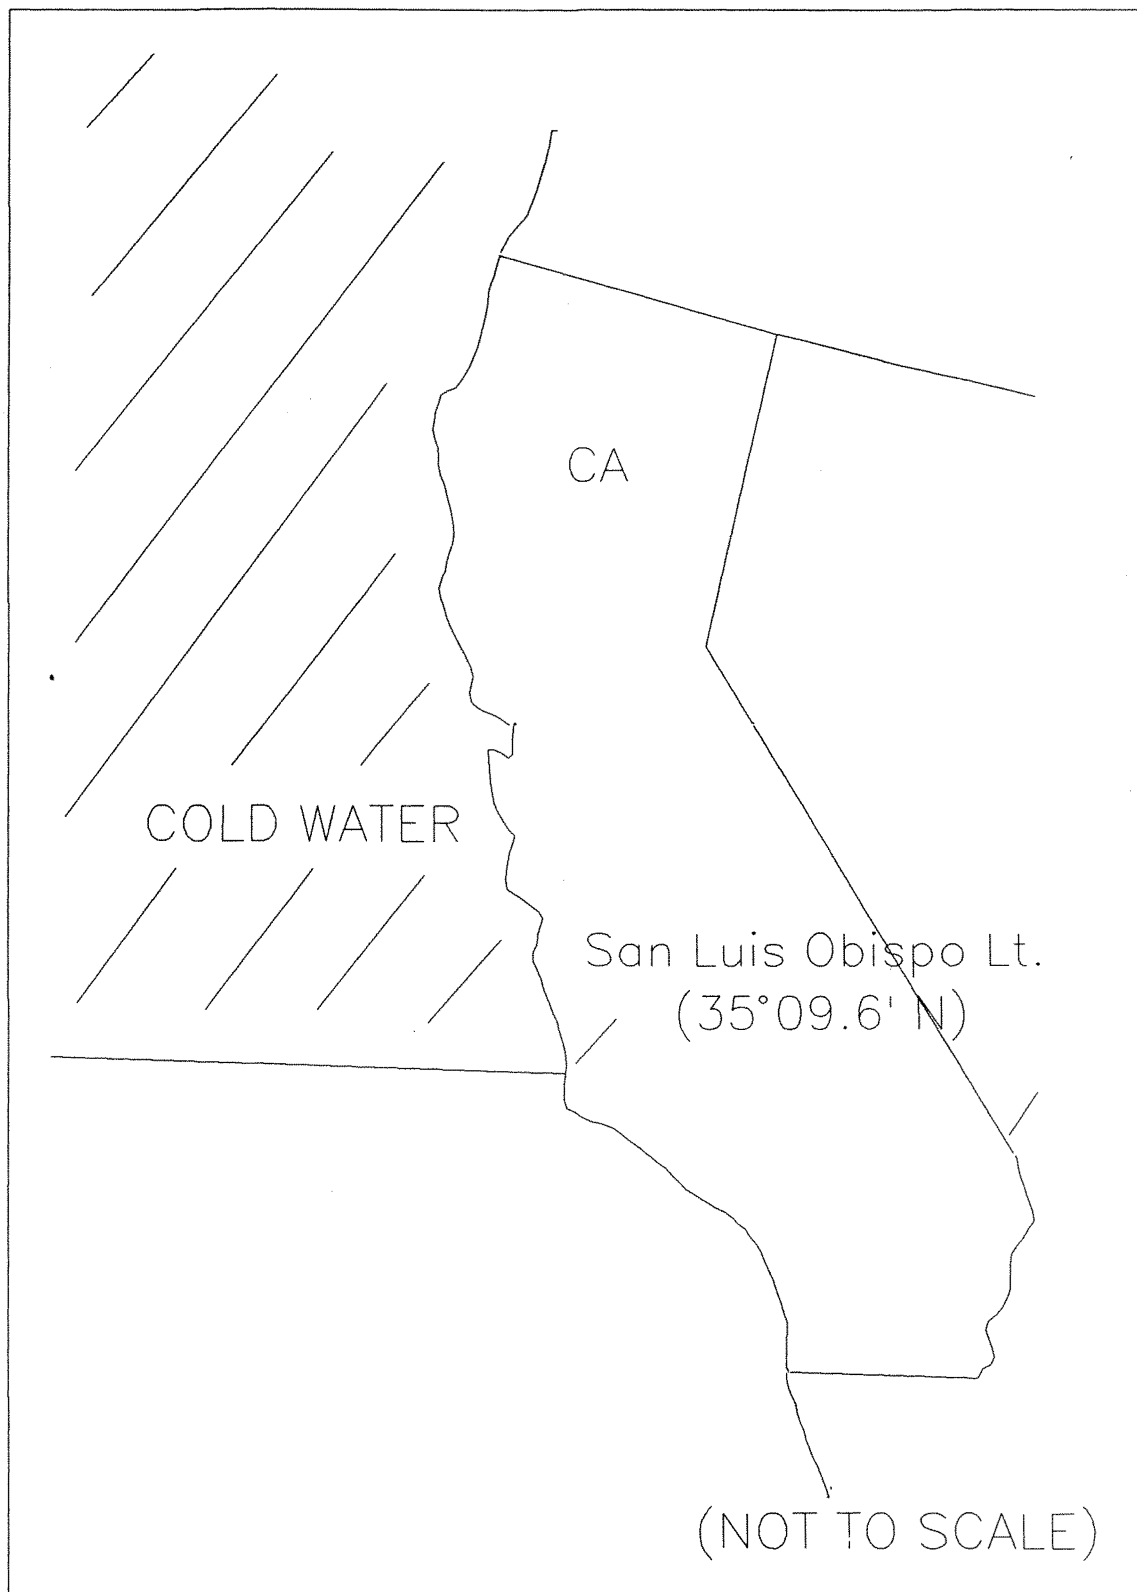 CA
COLD WATER
San Luis Obispo Lt.
(35°09.6' N)
(NOT TO SCALE)